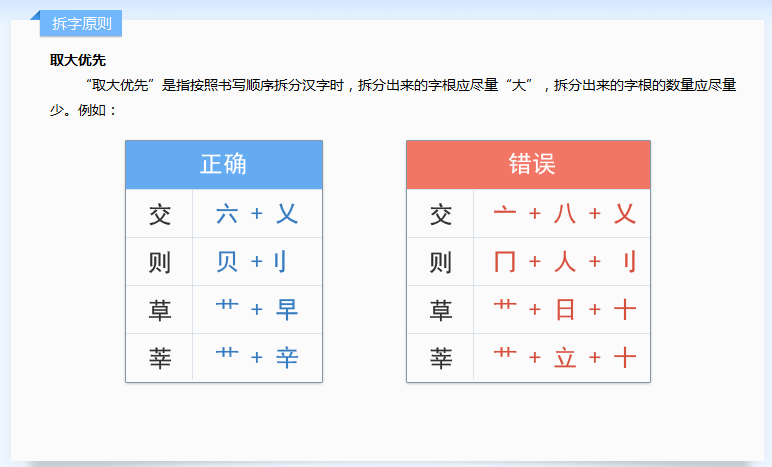 拆字原则
取大优先
“取大优先”是指按照书写顺序拆分汉字时，拆分出来的字根应尽量“大”，拆分出来的字根的数量应尽量
少。例如：
正确
交 六 + 乂
则 贝 + 刂
草 艹 + 早
莘 艹 + 辛
错误
交 亠 + 八 + 乂
则 冂 + 人 + 刂
草 艹 + 日 + 十
莘 艹 + 立 + 十